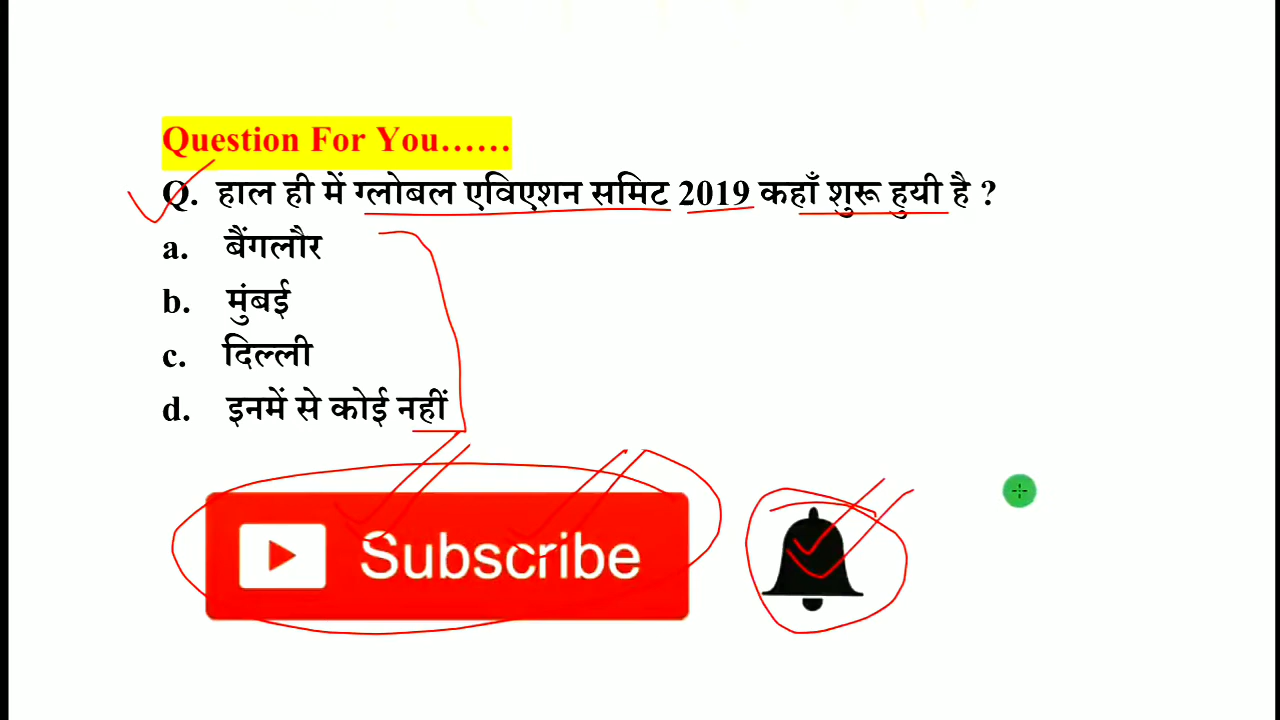 Question For You......
Q. हाल ही में ग्लोबल एविएशन समिट 2019 कहाँ शुरू हुयी है ?
a. बैंगलौर
b. मुंबई
c. दिल्ली
d. इनमें से कोई नहीं
Subscribe